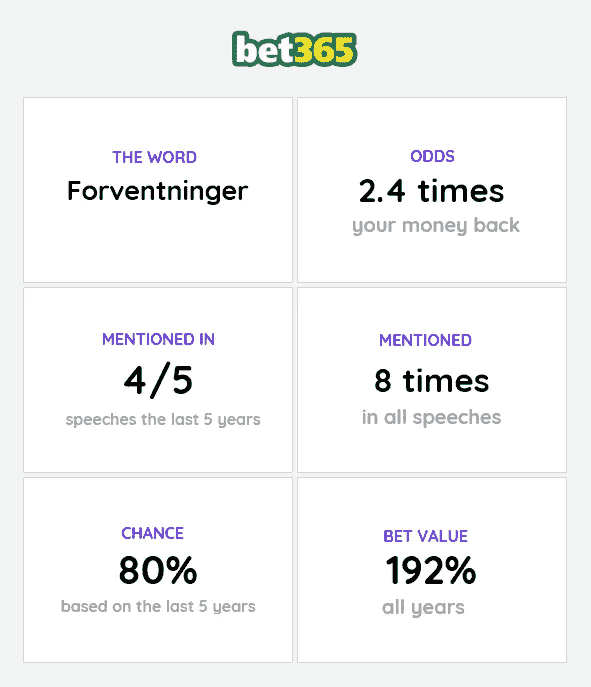 bet365
THE WORD
Forventninger
ODDS
2.4 times
your money back
MENTIONED IN
4/5
speeches the last 5 years
MENTIONED
8 times
in all speeches
CHANCE
80%
based on the last 5 years
BET VALUE
192%
all years